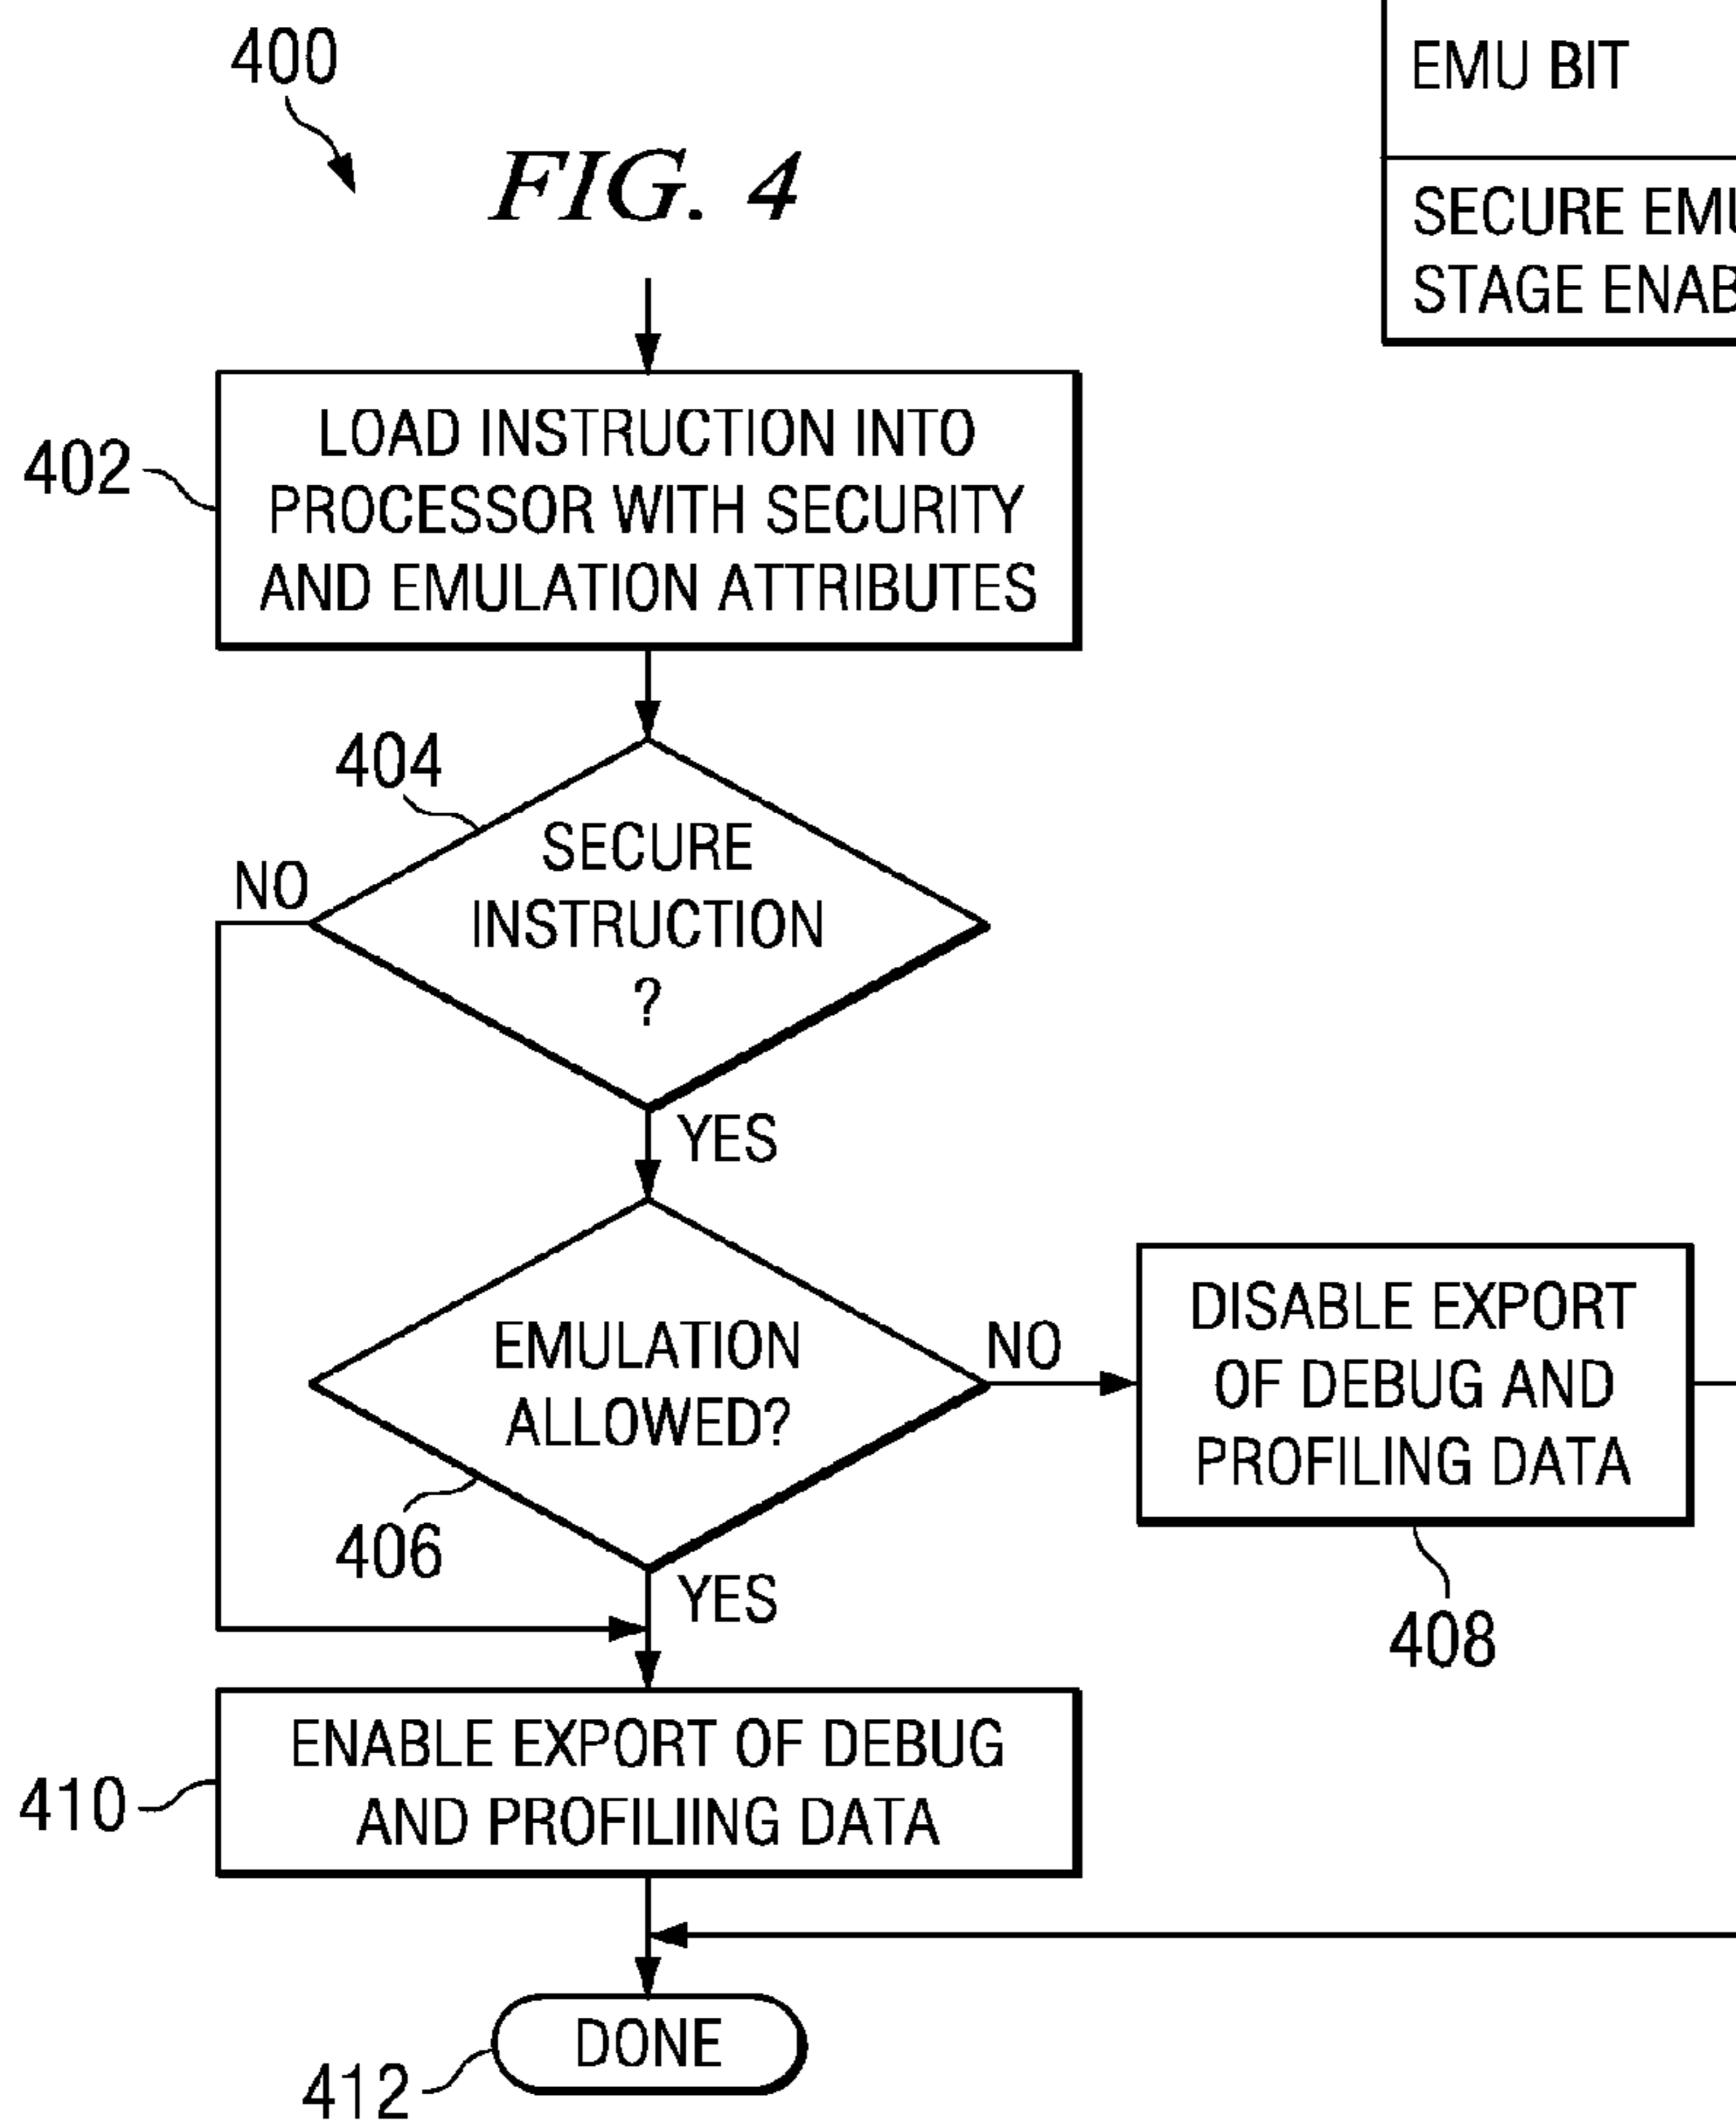 400
FIG. 4
EMU BIT
SECURE
STAGE
LOAD INSTRUCTION INTO
PROCESSOR WITH SECURITY
AND EMULATION ATTRIBUTES
402
404
SECURE
INSTRUCTION
?
NO
YES
EMULATION
ALLOWED?
NO
406
YES
DISABLE EXPORT
OF DEBUG AND
PROFILING DATA
408
ENABLE EXPORT OF DEBUG
AND PROFILIING DATA
410
DONE
412